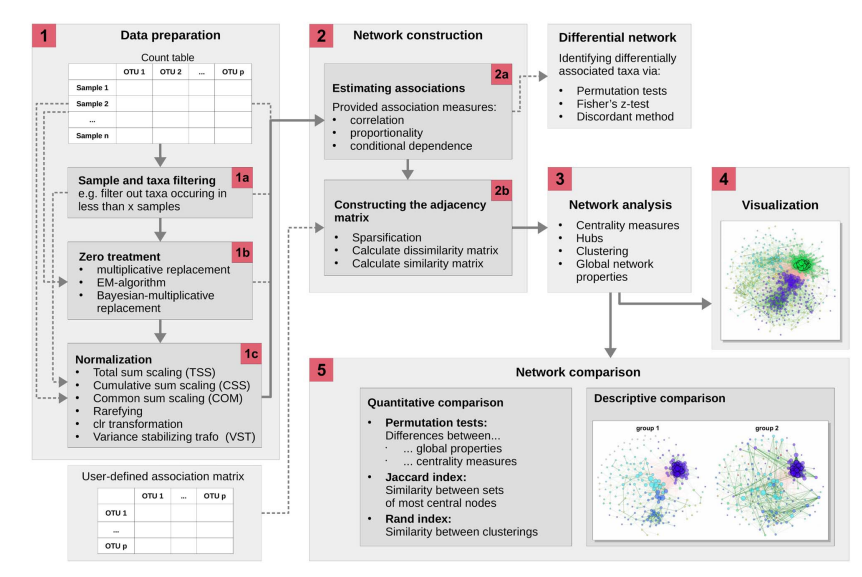 1
Data preparation
Count table
OTU 1 OTU 2 ... OTU p
Sample 1
Sample 2
...
Sample n
1a
Sample and taxa filtering
e.g. filter out taxa occuring in
less than x samples
1b
Zero treatment
• multiplicative replacement
• EM-algorithm
• Bayesian-multiplicative
replacement
1c
Normalization
• Total sum scaling (TSS)
• Cumulative sum scaling (CSS)
• Common sum scaling (COM)
• Rarefying
• clr transformation
• Variance stabilizing trafo (VST)
User-defined association matrix
OTU 1 ... OTU p
OTU 1
...
OTU p
2
Network construction
2a
Estimating associations
Provided association measures:
• correlation
• proportionality
• conditional dependence
2b
Constructing the adjacency
matrix
• Sparsification
• Calculate dissimilarity matrix
• Calculate similarity matrix
Differential network
Identifying differentially
associated taxa via:
• Permutation tests
• Fisher's z-test
• Discordant method
3
Network analysis
• Centrality measures
• Hubs
• Clustering
• Global network
properties
4
Visualization
5
Network comparison
Quantitative comparison
• Permutation tests:
Differences between...
· ... global properties
· ... centrality measures
• Jaccard index:
Similarity between sets
of most central nodes
• Rand index:
Similarity between clusterings
Descriptive comparison
group 1 group 2